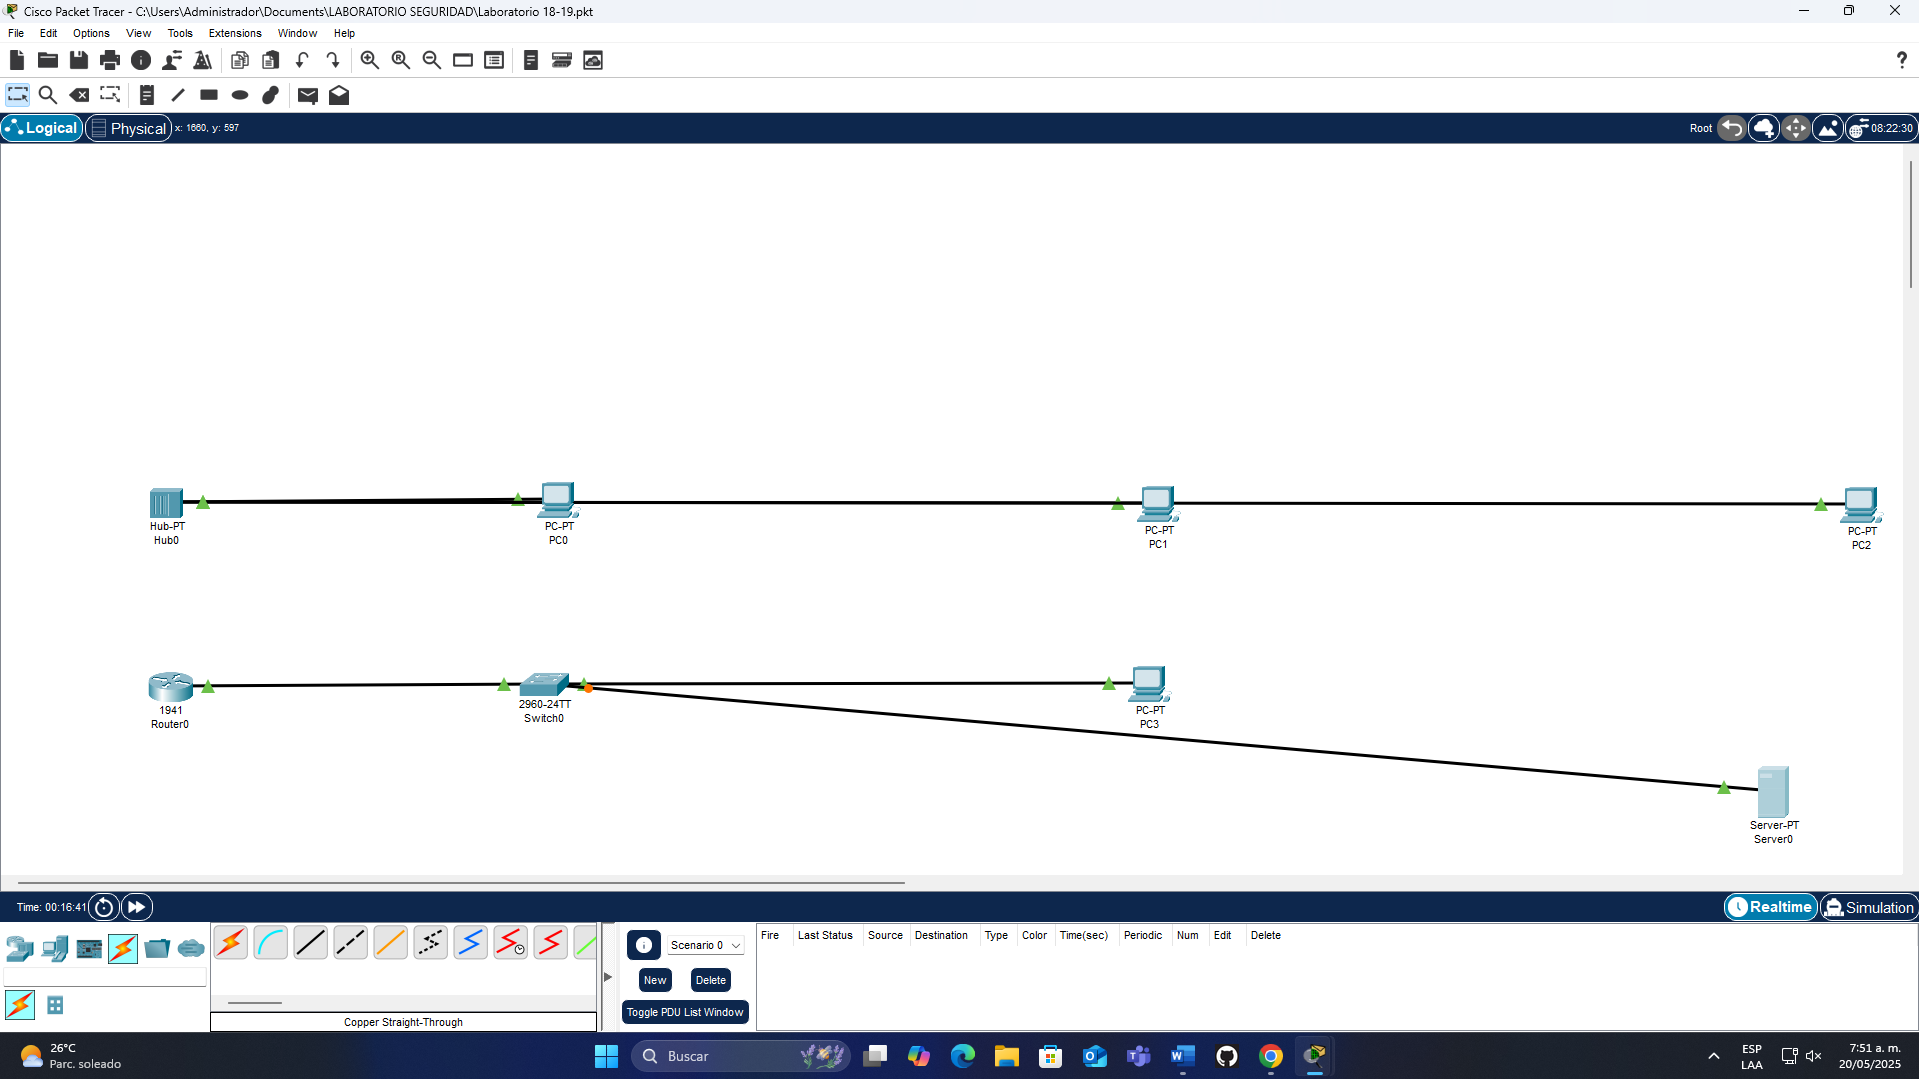 Cisco Packet Tracer - C:\Users\Administrador\Documents\LABORATORIO SEGURIDAD\Laboratorio 18-19.pkt
File Edit Options View Tools Extensions Window Help
?
Logical Physical x: 1660, y: 597 Root 08:22:30
Hub-PT
Hub0
PC-PT
PC0
PC-PT
PC1
PC-PT
PC2
1941
Router0
2960-24TT
Switch0
PC-PT
PC3
Server-PT
Server0
Time: 00:16:41 Realtime Simulation
Scenario 0
New Delete
Toggle PDU List Window
Fire Last Status Source Destination Type Color Time(sec) Periodic Num Edit Delete
Copper Straight-Through
26°C
Parc. soleado
Buscar
ESP
LAA
7:51 a. m.
20/05/2025